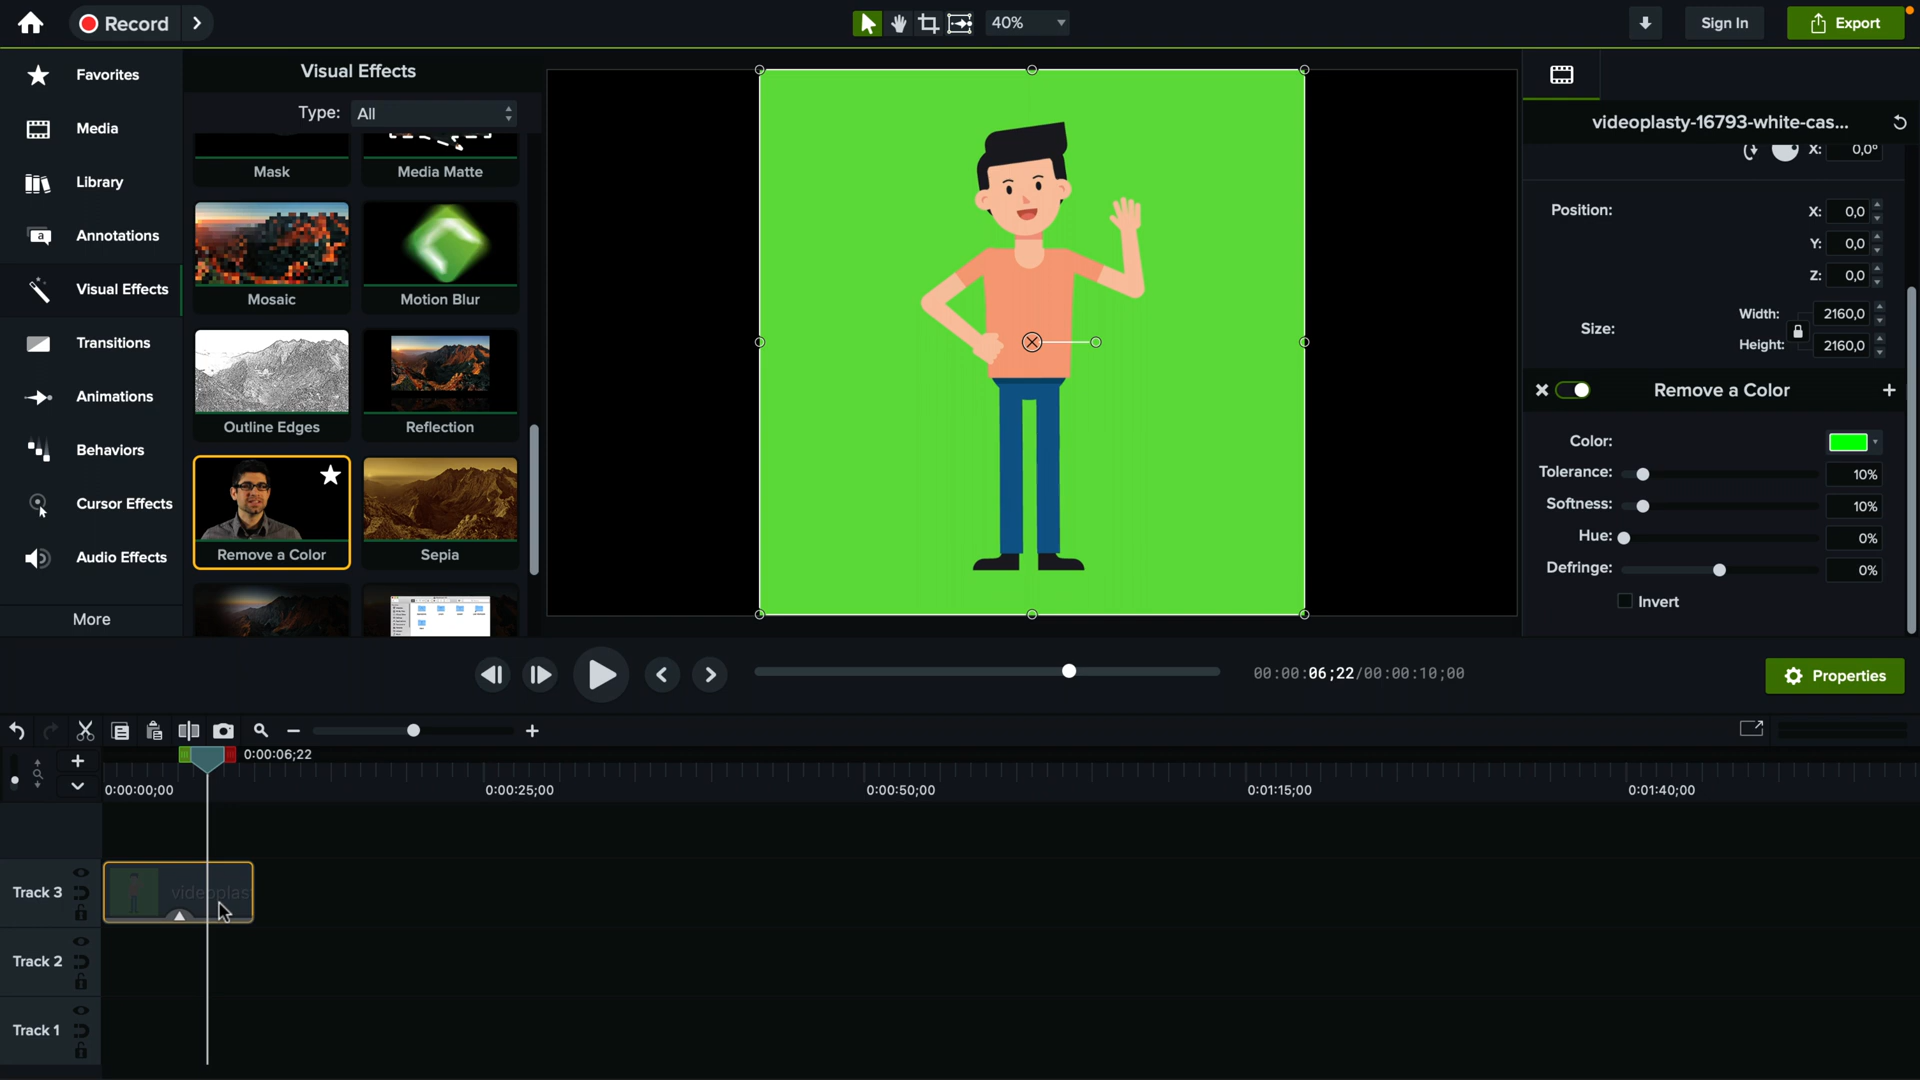 Record
40%
Sign In
Export
Favorites
Media
Library
Annotations
a
Visual Effects
Transitions
Animations
Behaviors
Cursor Effects
Audio Effects
More
Visual Effects
Type: All
Mask
Media Matte
Mosaic
Motion Blur
Outline Edges
Reflection
Remove a Color
Sepia
videoplasty-16793-white-cas...
X: 0,0°
Position:
X: 0,0
Y: 0,0
Z: 0,0
Size:
Width: 2160,0
Height: 2160,0
Remove a Color
Color:
Tolerance: 10%
Softness: 10%
Hue: 0%
Defringe: 0%
Invert
00:00:06;22/00:00:10;00
Properties
0:00:06;22
0:00:00;00
0:00:25;00
0:00:50;00
0:01:15;00
0:01:40;00
Track 3
videoplas
Track 2
Track 1